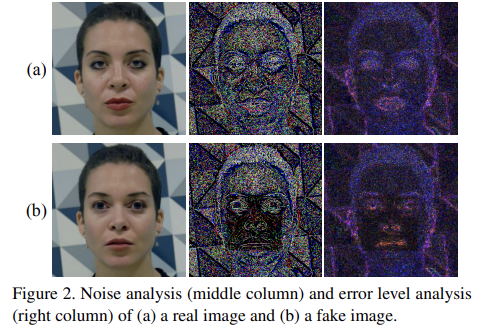 (a)
(b)
Figure 2. Noise analysis (middle column) and error level analysis
(right column) of (a) a real image and (b) a fake image.